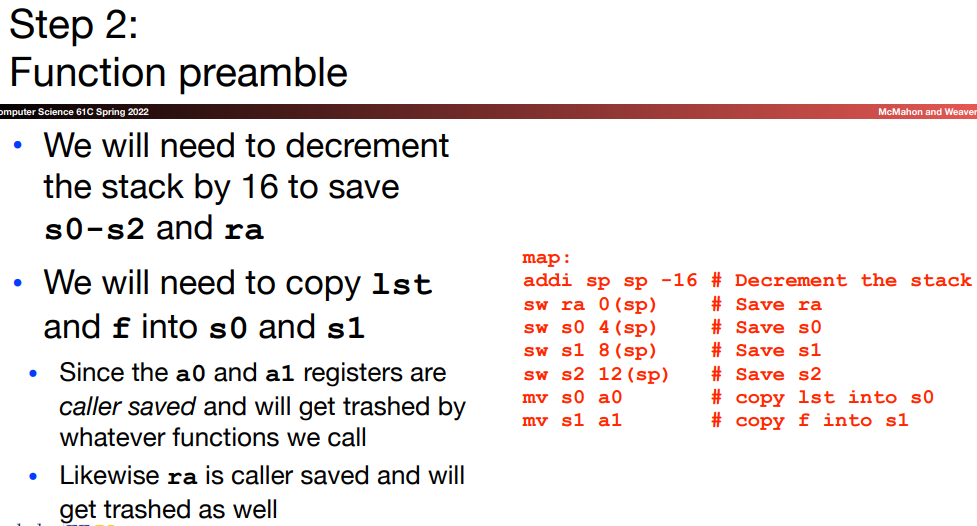 Step 2:
Function preamble
omputer Science 61C Spring 2022
McMahon and Weaver
• We will need to decrement
the stack by 16 to save
s0-s2 and ra
• We will need to copy lst
and f into s0 and s1
• Since the a0 and a1 registers are
caller saved and will get trashed by
whatever functions we call
• Likewise ra is caller saved and will
get trashed as well
map:
addi sp sp -16 # Decrement the stack
sw ra 0(sp) # Save ra
sw s0 4(sp) # Save s0
sw s1 8(sp) # Save s1
sw s2 12(sp) # Save s2
mv s0 a0 # copy lst into s0
mv s1 a1 # copy f into s1